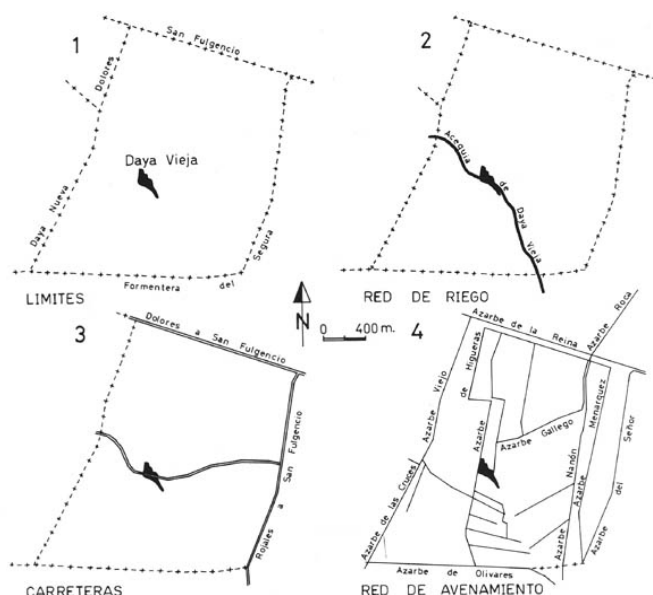 1
San Fulgencio
Dolores
Daya Vieja
Daya Nueva
Formentera del Segura
LIMITES
2
Acequia de Daya Vieja
RED DE RIEGO
N
0 400 m.
3
Dolores a San Fulgencio
Rojales a San Fulgencio
CARRETERAS
4
Azarbe de la Reina
Azarbe Roca
Azarbe Viejo
Azarbe de Higueras
Azarbe Gallego
Azarbe de las Cruces
Azarbe Nanón
Azarbe Menarquez
Azarbe del Señor
Azarbe de Olivares
RED DE AVENAMIENTO